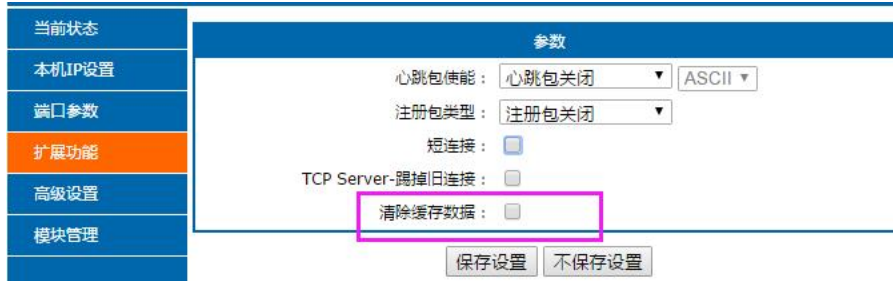 当前状态
本机IP设置
端口参数
扩展功能
高级设置
模块管理
参数
心跳包使能： 心跳包关闭 ASCII
注册包类型： 注册包关闭
短连接：
TCP Server-踢掉旧连接：
清除缓存数据：
保存设置 不保存设置